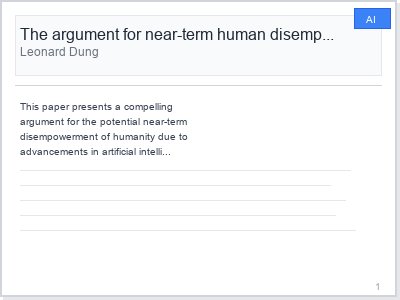 AI
The argument for near-term human disemp...
Leonard Dung
This paper presents a compelling
argument for the potential near-term
disempowerment of humanity due to
advancements in artificial intelli...
1